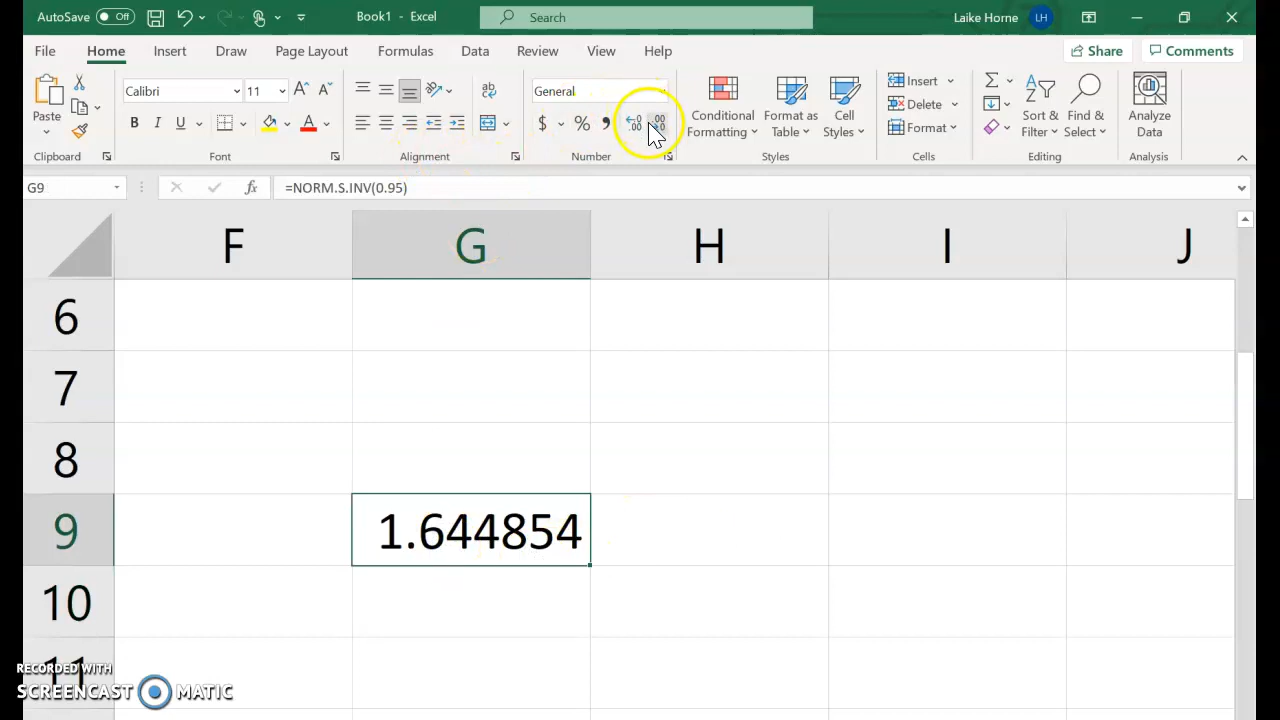 AutoSave Off Book1 - Excel Search Laike Horne LH
File Home Insert Draw Page Layout Formulas Data Review View Help Share Comments
Paste Calibri 11 General Conditional Formatting Format as Table Cell Styles Insert Delete Format Sort & Filter Find & Select Analyze Data
Clipboard Font Alignment Number Styles Cells Editing Analysis
G9 fx =NORM.S.INV(0.95)
F G H I J
6
7
8
9 1.644854
10
11
RECORDED WITH
SCREENCAST MATIC